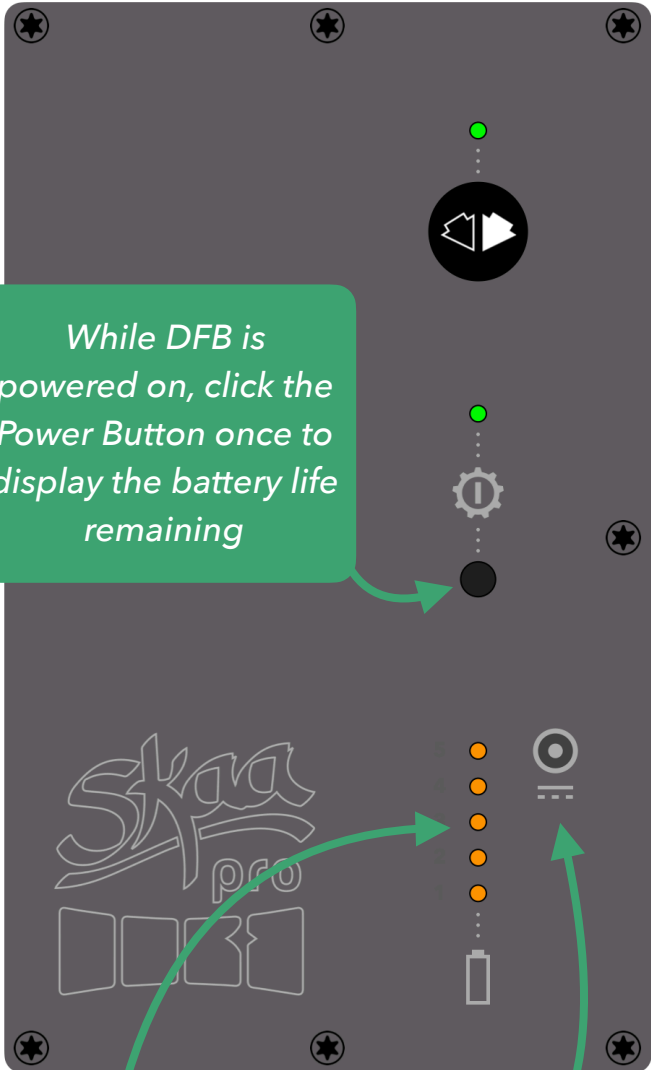 While DFB is
powered on, click the
Power Button once to
display the battery life
remaining
Skaa
pro